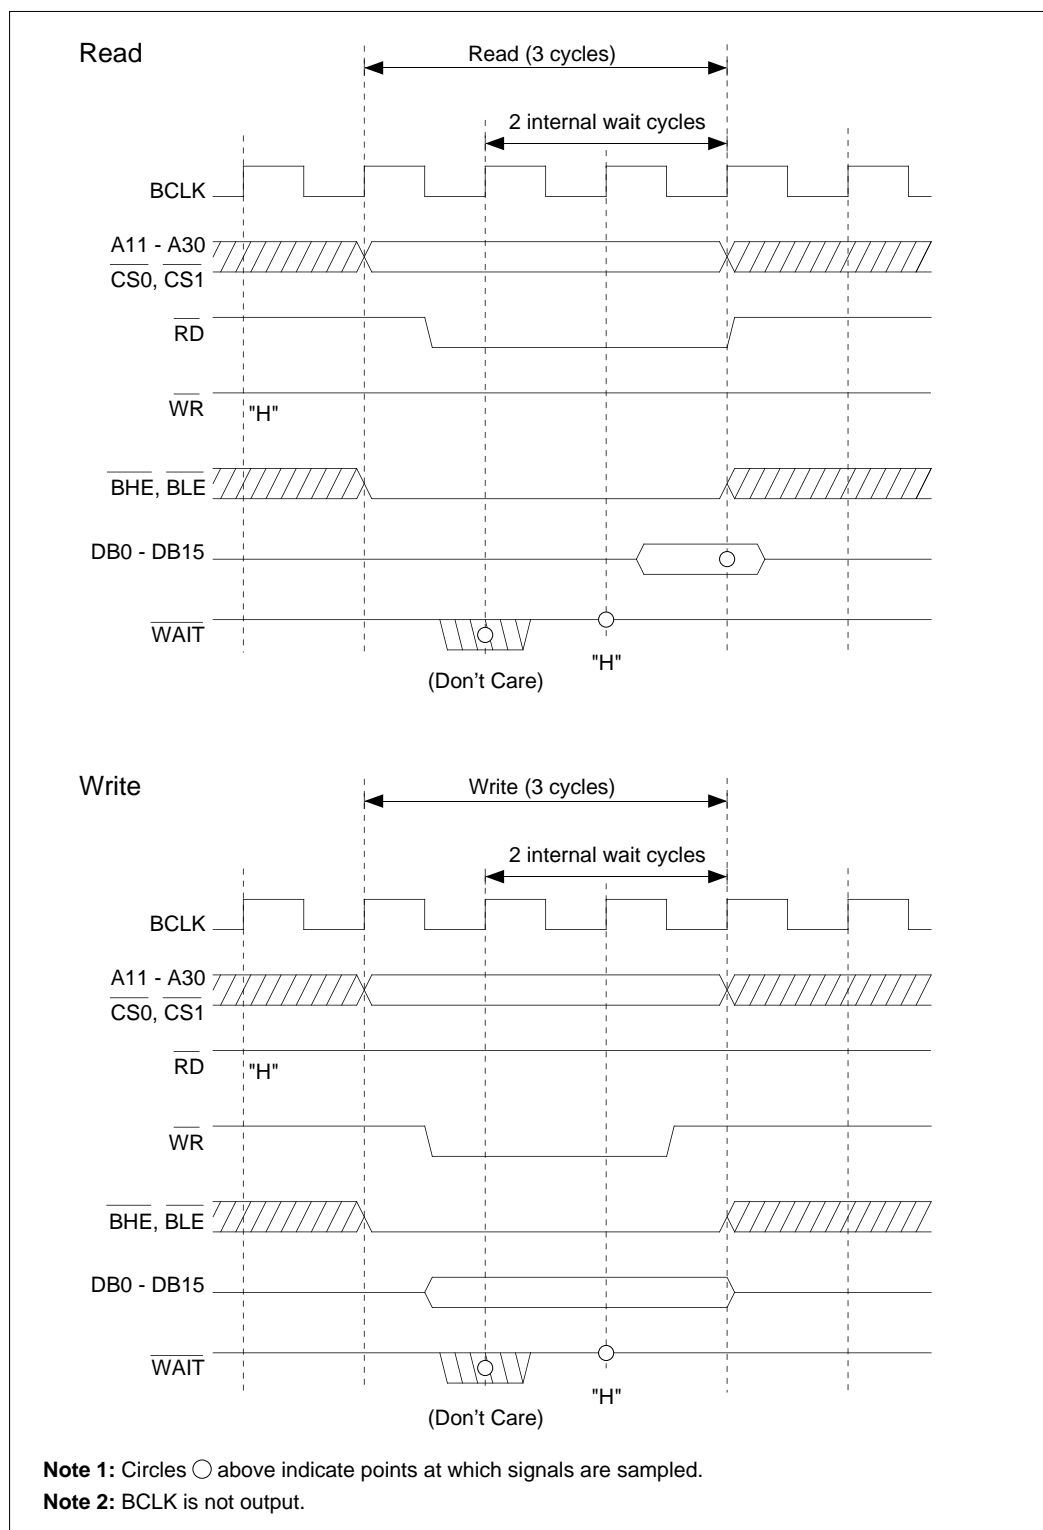 Read
Read (3 cycles)
2 internal wait cycles
BCLK
A11 - A30
CS0, CS1
RD
WR
"H"
BHE, BLE
DB0 - DB15
WAIT
"H"
(Don't Care)
Write
Write (3 cycles)
2 internal wait cycles
BCLK
A11 - A30
CS0, CS1
RD
"H"
WR
BHE, BLE
DB0 - DB15
WAIT
"H"
(Don't Care)
Note 1: Circles ○ above indicate points at which signals are sampled.
Note 2: BCLK is not output.